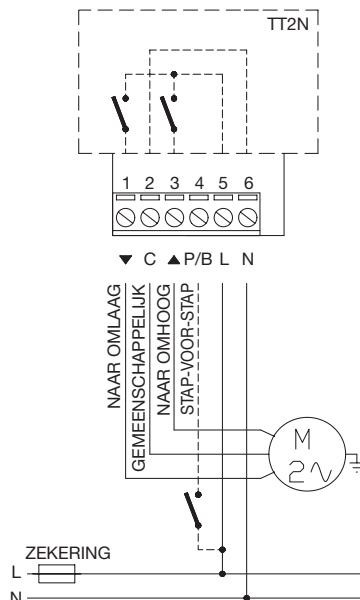 TT2N
1 2 3 4 5 6
▼ C ▲ P/B L N
NAAR OMLAAG
GEMEENSCHAPPELIJK
NAAR OMHOOG
STAP-VOOR-STAP
M
2
ZEKERING
L
N